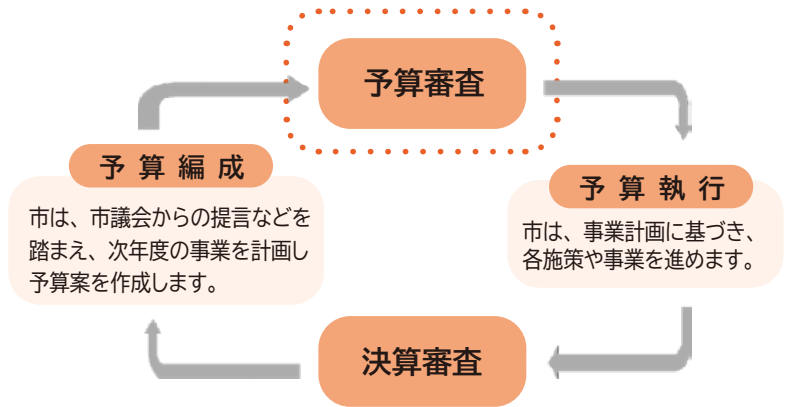 予算審査
予算編成
市は、市議会からの提言などを
踏まえ、次年度の事業を計画し
予算案を作成します。
予算執行
市は、事業計画に基づき、
各施策や事業を進めます。
決算審査